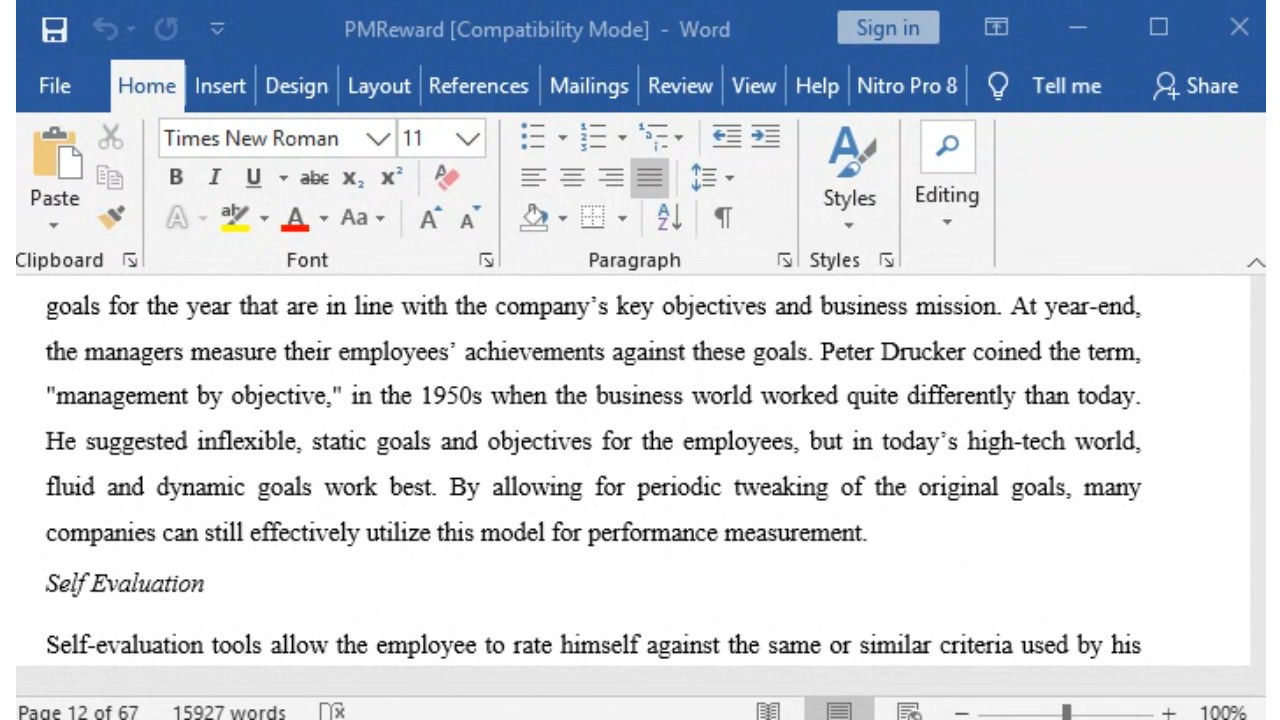 PMReward [Compatibility Mode] - Word Sign in
File Home Insert Design Layout References Mailings Review View Help Nitro Pro 8 Tell me Share
Times New Roman 11
B I U abc X₂ X²
Paste Styles Editing
A aby A Aa A A AZ ¶
Clipboard Font Paragraph Styles
goals for the year that are in line with the company’s key objectives and business mission. At year-end,
the managers measure their employees’ achievements against these goals. Peter Drucker coined the term,
"management by objective," in the 1950s when the business world worked quite differently than today.
He suggested inflexible, static goals and objectives for the employees, but in today’s high-tech world,
fluid and dynamic goals work best. By allowing for periodic tweaking of the original goals, many
companies can still effectively utilize this model for performance measurement.
Self Evaluation
Self-evaluation tools allow the employee to rate himself against the same or similar criteria used by his
Page 12 of 67 15927 words 100%